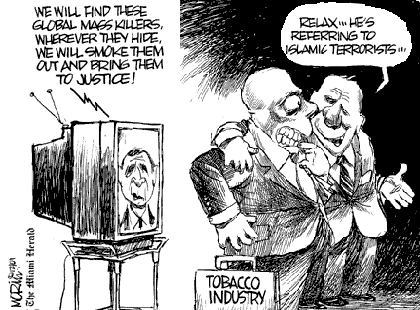 WE WILL FIND THESE
GLOBAL MASS KILLERS,
WHEREVER THEY HIDE,
WE WILL SMOKE THEM
OUT AND BRING THEM
TO JUSTICE!
RELAX... HE'S
REFERRING TO
ISLAMIC TERRORISTS...
TOBACCO
INDUSTRY
The Miami Herald